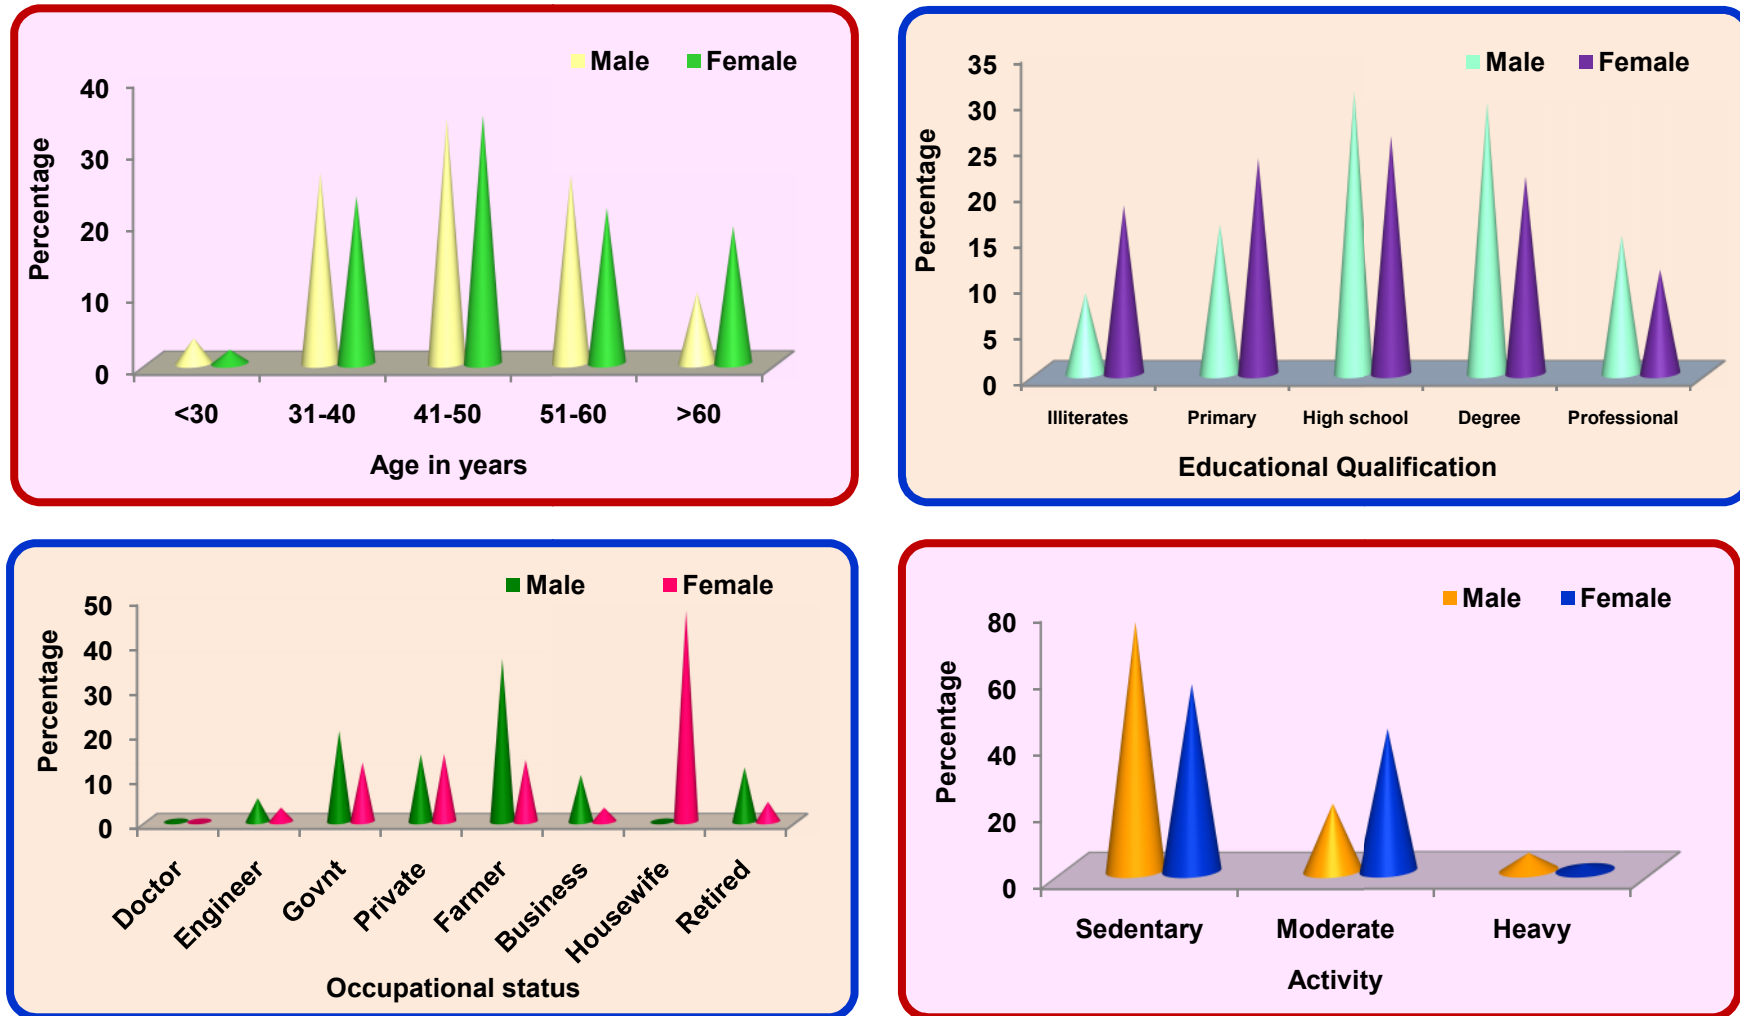 Male Female
40
30
20
10
0
Percentage
<30 31-40 41-50 51-60 >60
Age in years
Male Female
35
30
25
20
15
10
5
0
Percentage
Illiterates Primary High school Degree Professional
Educational Qualification
Male Female
50
40
30
20
10
0
Percentage
Doctor Engineer Govnt Private Farmer Business Housewife Retired
Occupational status
Male Female
80
60
40
20
0
Percentage
Sedentary Moderate Heavy
Activity